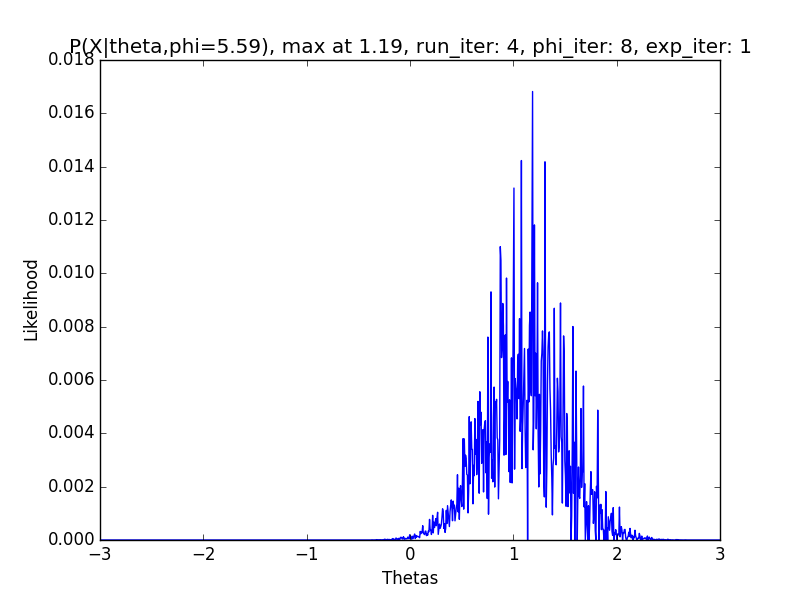 P(X|theta,phi=5.59), max at 1.19, run_iter: 4, phi_iter: 8, exp_iter: 1
0.018
0.016
0.014
0.012
0.010
0.008
0.006
0.004
0.002
0.000
Likelihood
−3 −2 −1 0 1 2 3
Thetas